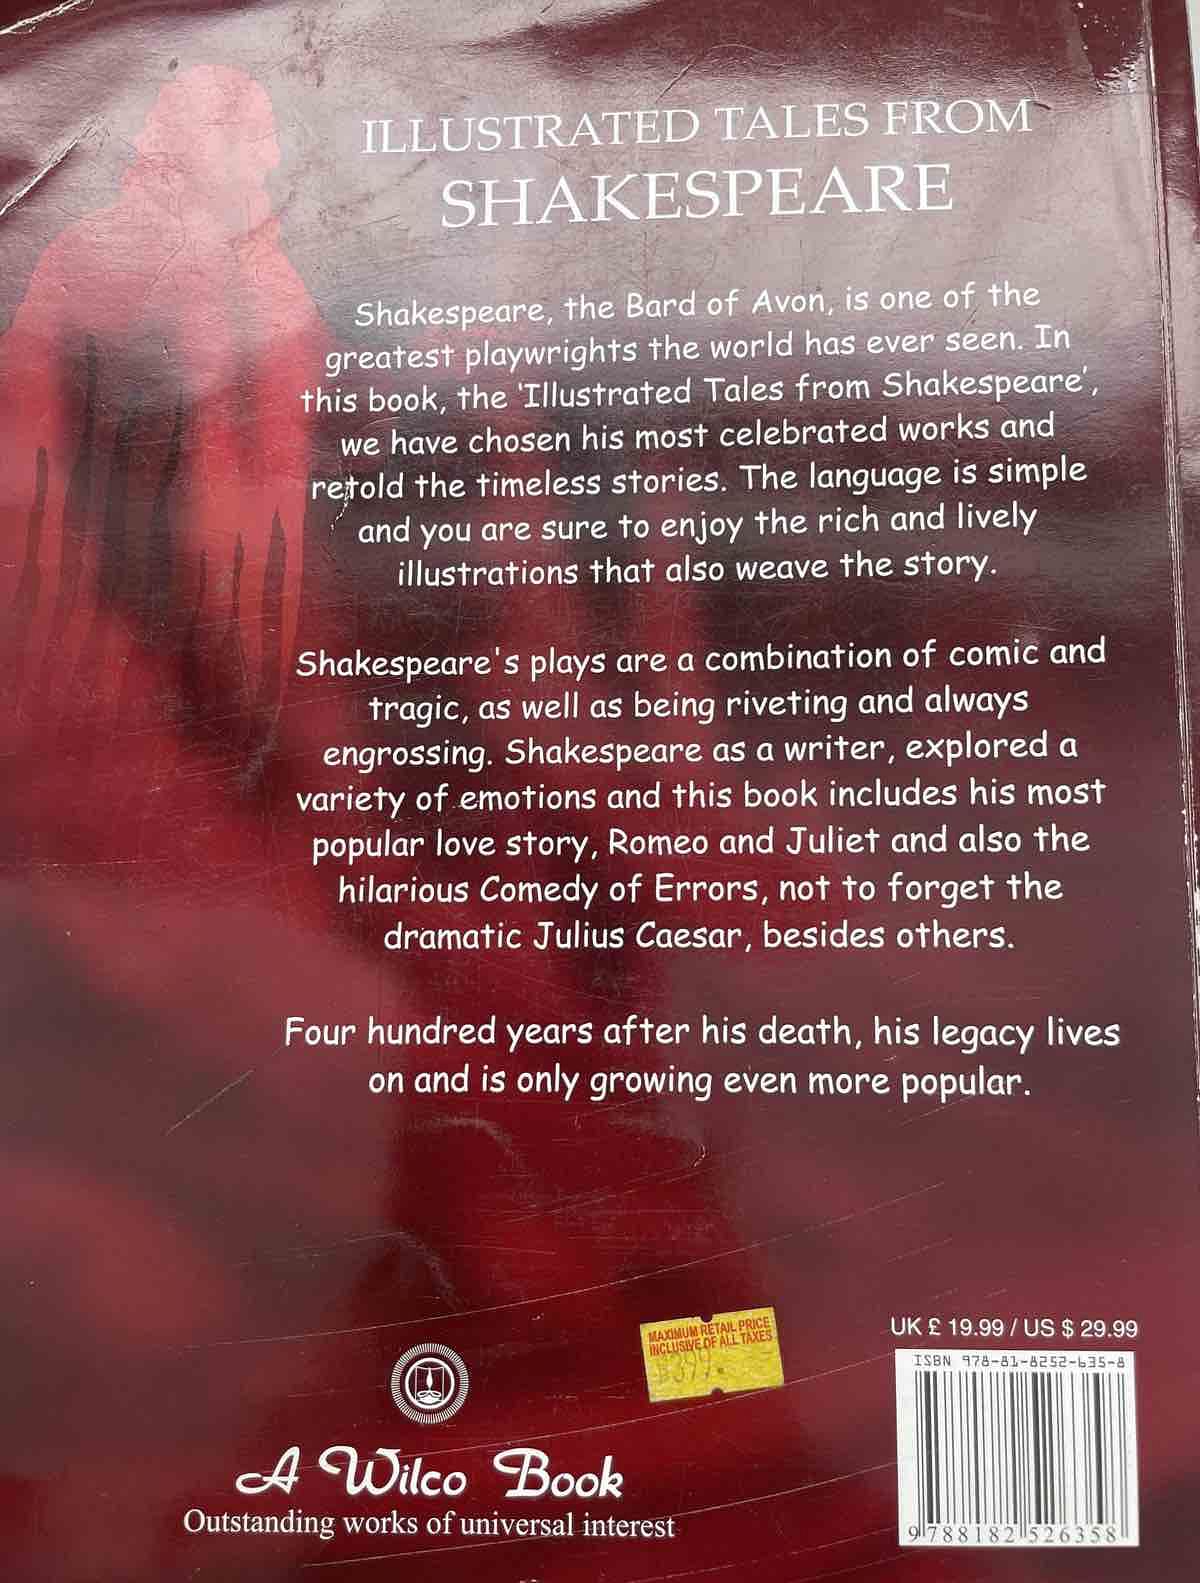 ILLUSTRATED TALES FROM
SHAKESPEARE
Shakespeare, the Bard of Avon, is one of the
greatest playwrights the world has ever seen. In
this book, the 'Illustrated Tales from Shakespeare',
we have chosen his most celebrated works and
retold the timeless stories. The language is simple
and you are sure to enjoy the rich and lively
illustrations that also weave the story.
Shakespeare's plays are a combination of comic and
tragic, as well as being riveting and always
engrossing. Shakespeare as a writer, explored a
variety of emotions and this book includes his most
popular love story, Romeo and Juliet and also the
hilarious Comedy of Errors, not to forget the
dramatic Julius Caesar, besides others.
Four hundred years after his death, his legacy lives
on and is only growing even more popular.
MAXIMUM RETAIL PRICE
INCLUSIVE OF ALL TAXES
UK £ 19.99 / US $ 29.99
ISBN 978-81-8252-635-8
9 788182 526358
A Wilco Book
Outstanding works of universal interest